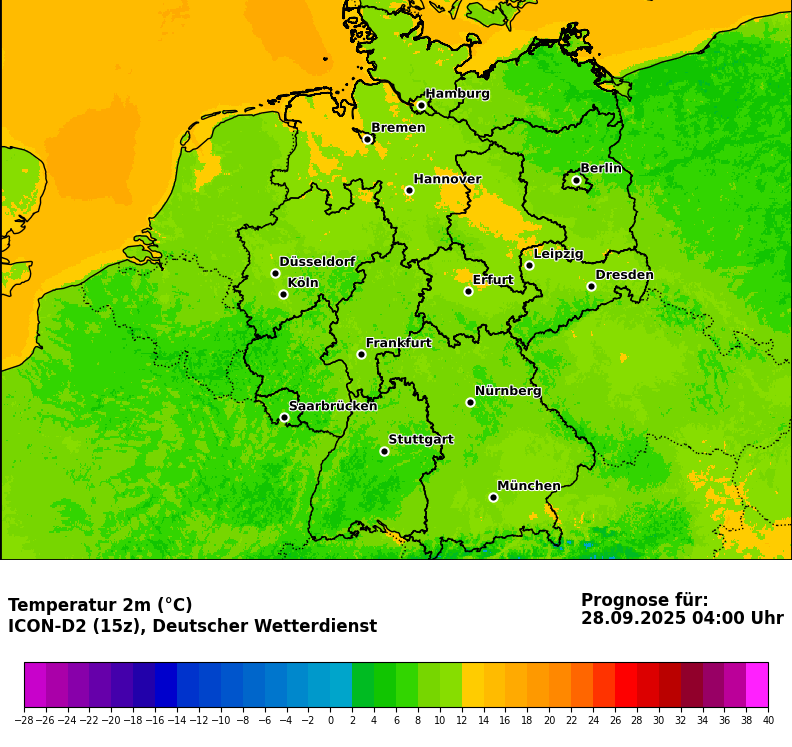 Hamburg
Bremen
Berlin
Hannover
Leipzig
Düsseldorf
Dresden
Köln
Erfurt
Frankfurt
Nürnberg
Saarbrücken
Stuttgart
München
Temperatur 2m (°C)
ICON-D2 (15z), Deutscher Wetterdienst
Prognose für:
28.09.2025 04:00 Uhr
−28 −26 −24 −22 −20 −18 −16 −14 −12 −10 −8 −6 −4 −2 0 2 4 6 8 10 12 14 16 18 20 22 24 26 28 30 32 34 36 38 40